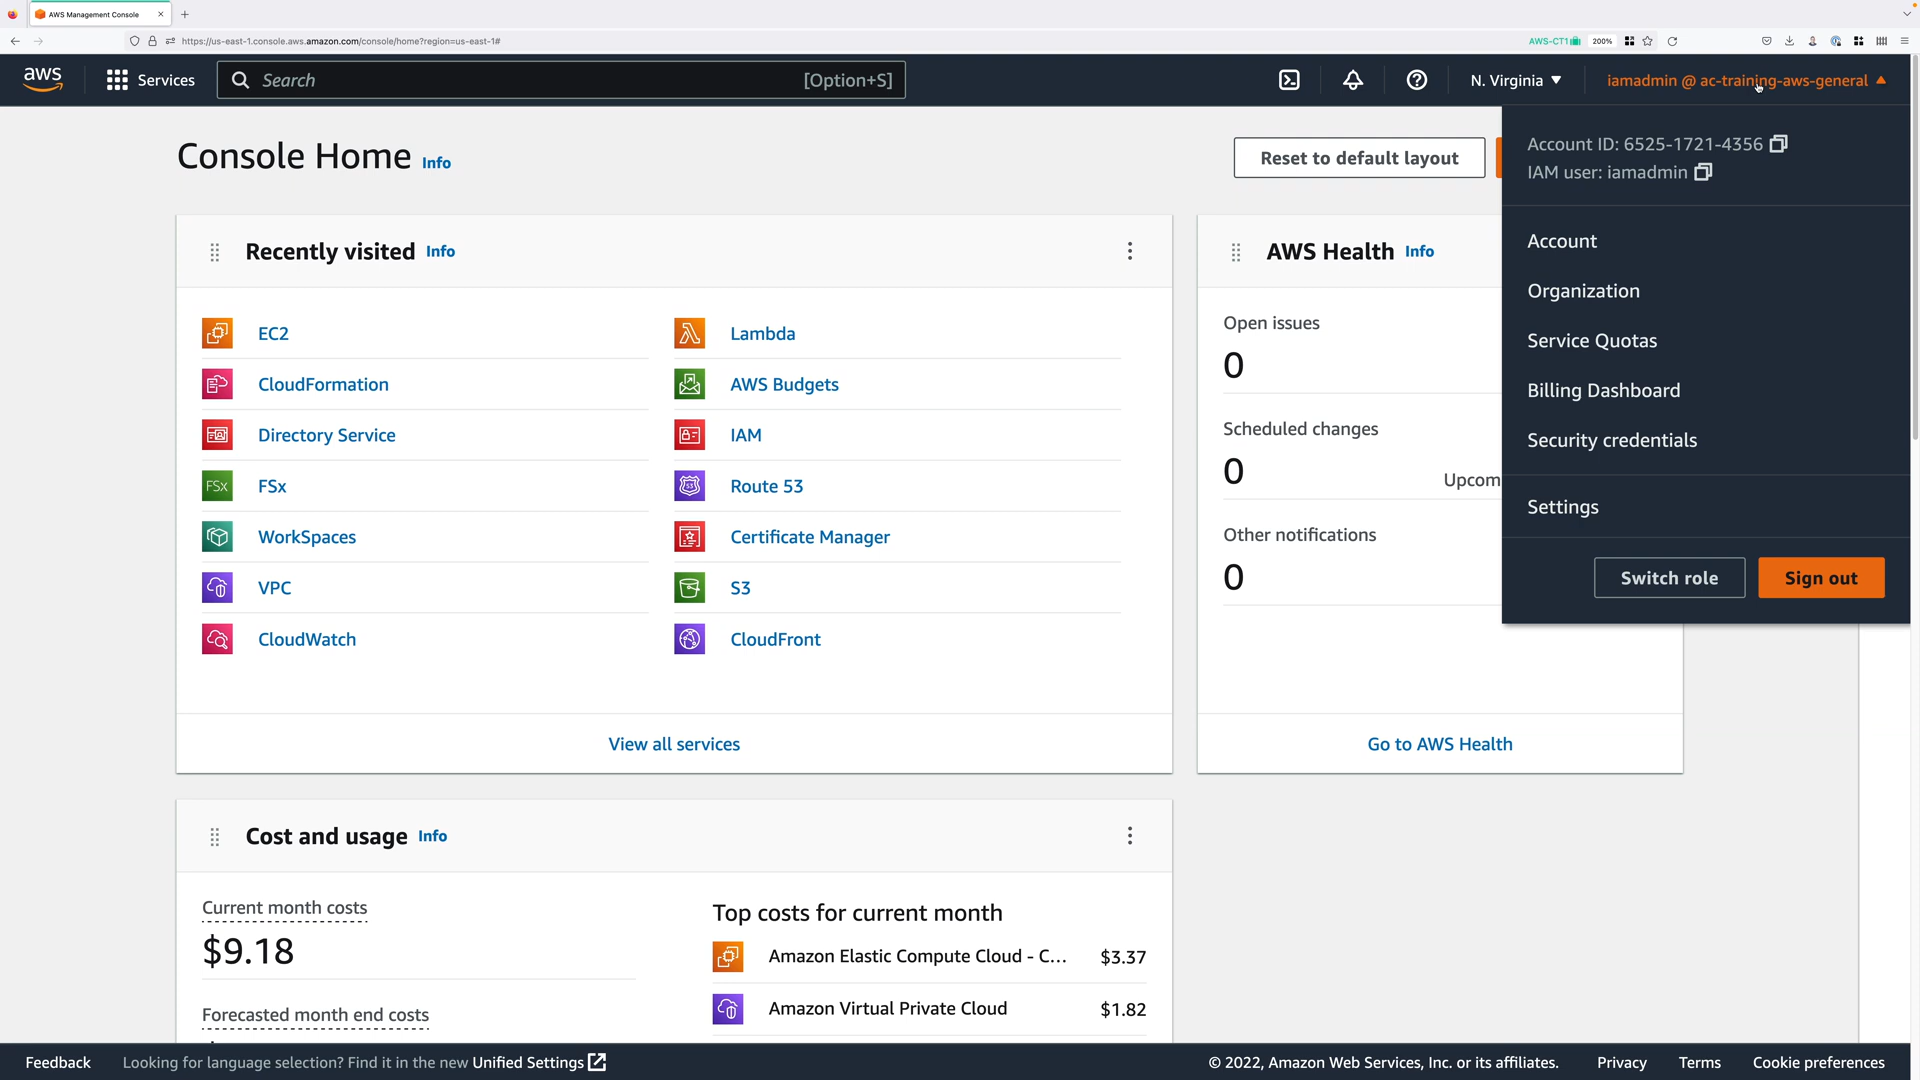 AWS Management Console
https://us-east-1.console.aws.amazon.com/console/home?region=us-east-1#
AWS-CT1
200%
aws
Services
Search
[Option+S]
N. Virginia
iamadmin @ ac-training-aws-general
Account ID: 6525-1721-4356
IAM user: iamadmin
Account
Organization
Service Quotas
Billing Dashboard
Security credentials
Settings
Switch role
Sign out
Console Home Info
Reset to default layout
Recently visited Info
EC2
CloudFormation
Directory Service
FSx
FSx
WorkSpaces
VPC
CloudWatch
Lambda
AWS Budgets
IAM
Route 53
Certificate Manager
S3
CloudFront
View all services
AWS Health Info
Open issues
0
Scheduled changes
0
Upcom
Other notifications
0
Go to AWS Health
Cost and usage Info
Current month costs
$9.18
Forecasted month end costs
Top costs for current month
Amazon Elastic Compute Cloud - C... $3.37
Amazon Virtual Private Cloud $1.82
Feedback
Looking for language selection? Find it in the new Unified Settings
© 2022, Amazon Web Services, Inc. or its affiliates.
Privacy
Terms
Cookie preferences